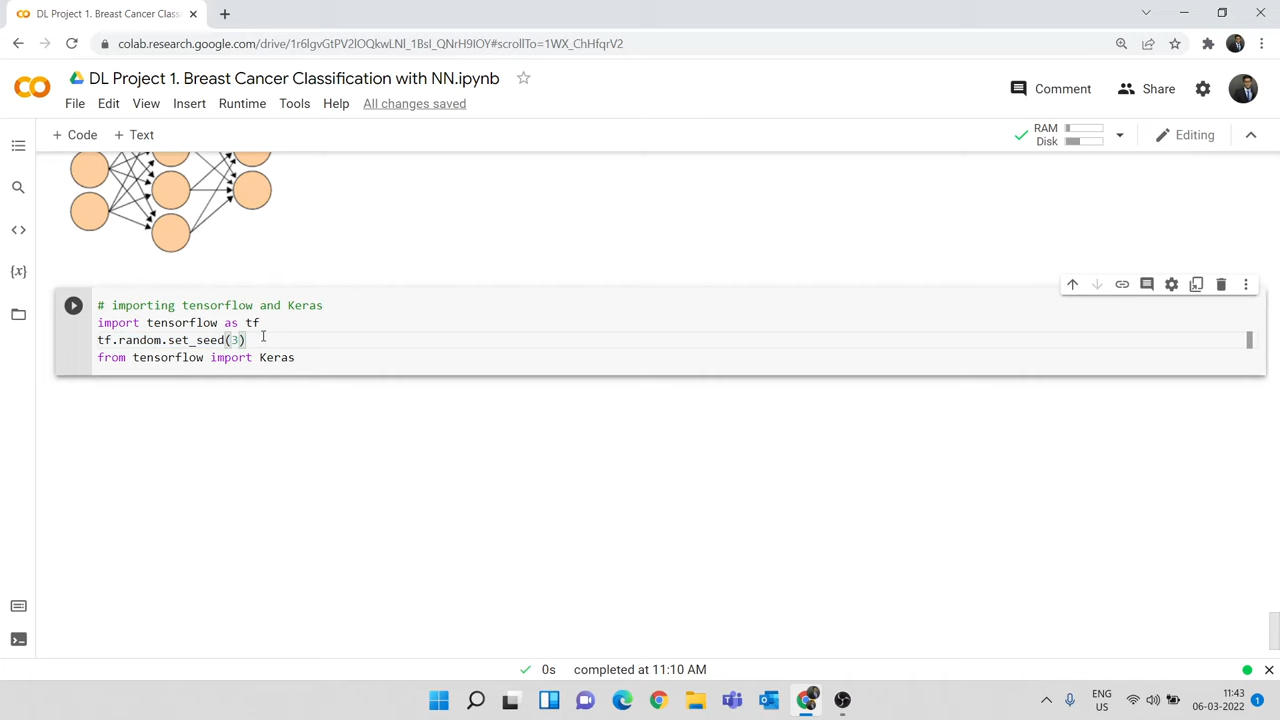 DL Project 1. Breast Cancer Class
colab.research.google.com/drive/1r6lgvGtPV2lOQkwLNl_1BsI_QNrH9IOY#scrollTo=1WX_ChHfqrV2
DL Project 1. Breast Cancer Classification with NN.ipynb
File Edit View Insert Runtime Tools Help All changes saved
Comment Share
+ Code + Text
RAM
Disk
Editing
{x}
# importing tensorflow and Keras
import tensorflow as tf
tf.random.set_seed(3)
from tensorflow import Keras
0s completed at 11:10 AM
ENG
US
11:43
06-03-2022
1